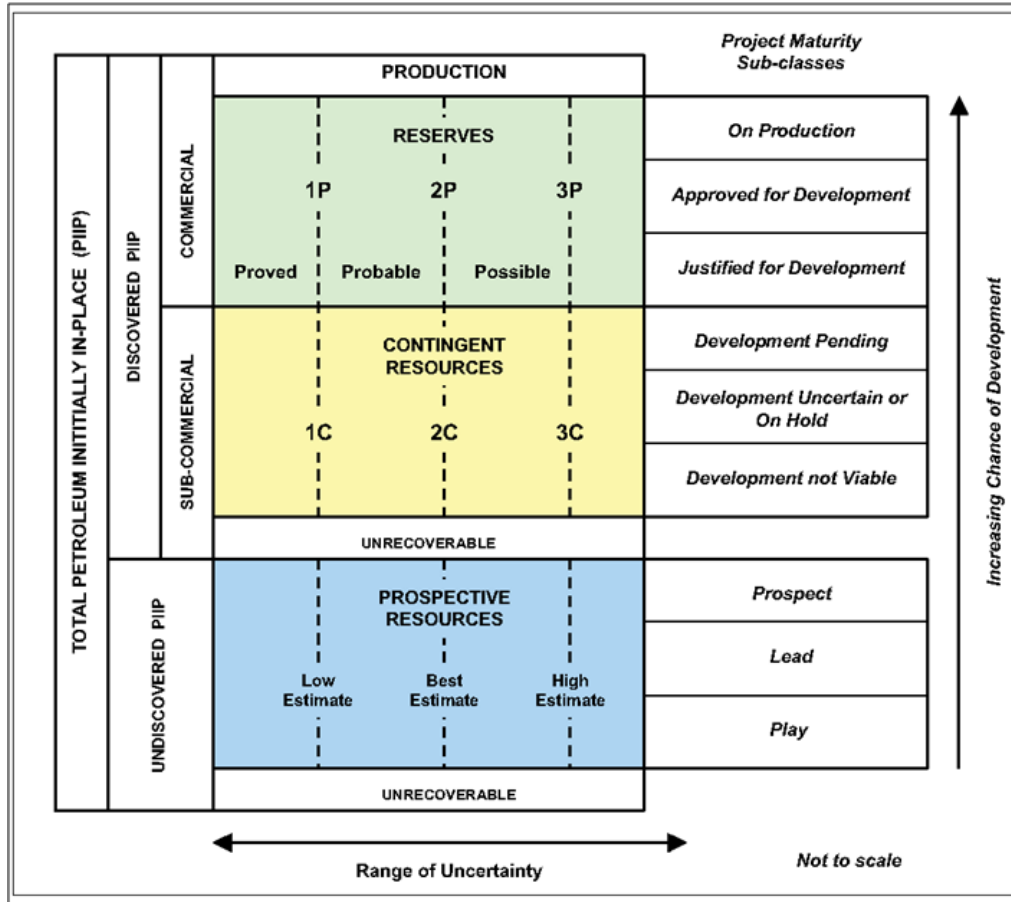 Project Maturity
Sub-classes
PRODUCTION
RESERVES
1P 2P 3P
Proved Probable Possible
On Production
Approved for Development
Justified for Development
CONTINGENT
RESOURCES
1C 2C 3C
Development Pending
Development Uncertain or
On Hold
Development not Viable
UNRECOVERABLE
PROSPECTIVE
RESOURCES
Low
Estimate
Best
Estimate
High
Estimate
Prospect
Lead
Play
UNRECOVERABLE
TOTAL PETROLEUM INITITIALLY IN-PLACE (PIIP)
DISCOVERED PIIP
UNDISCOVERED PIIP
COMMERCIAL
SUB-COMMERCIAL
Increasing Chance of Development
Range of Uncertainty
Not to scale